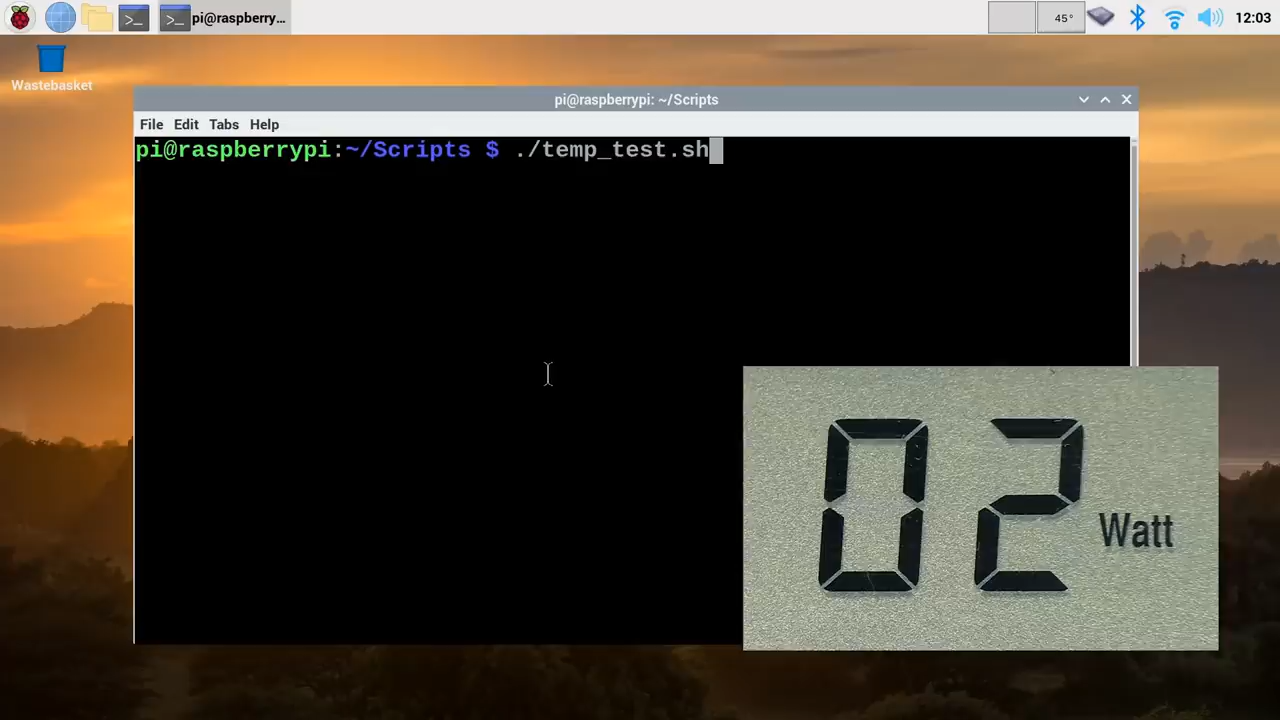 pi@raspberry…
45°
12:03
Wastebasket
pi@raspberrypi: ~/Scripts
File Edit Tabs Help
pi@raspberrypi:~/Scripts $ ./temp_test.sh
02 Watt